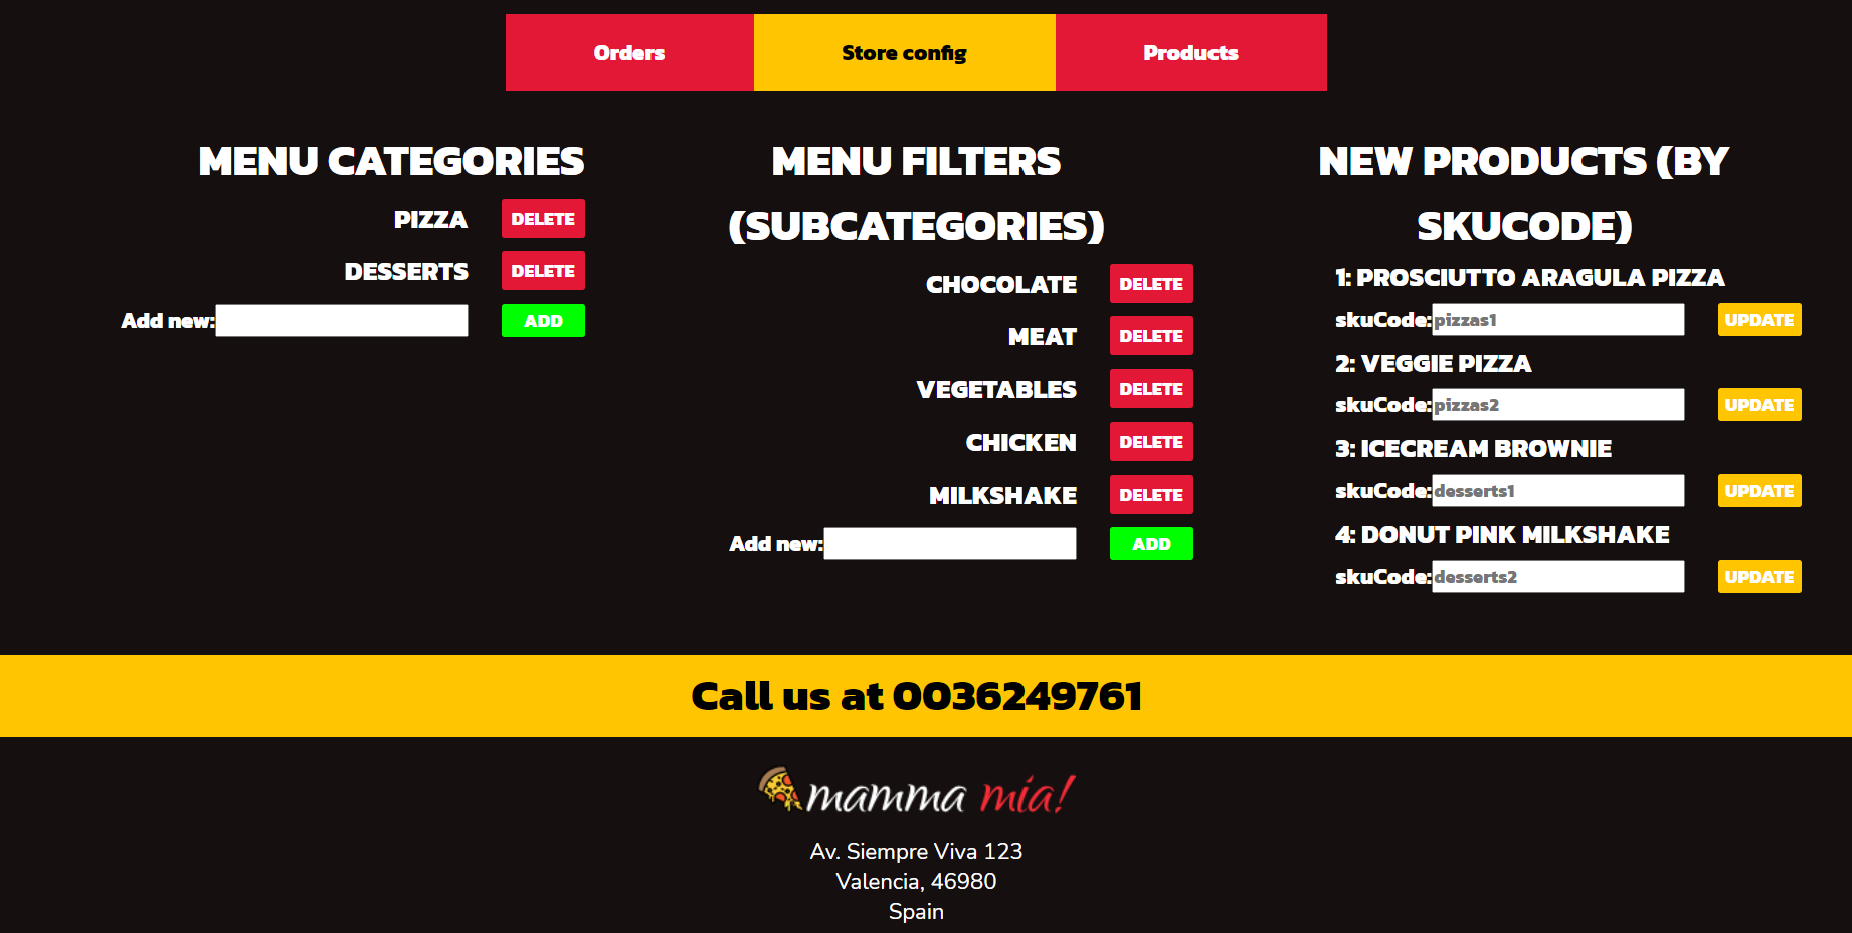 Orders
Store config
Products
MENU CATEGORIES
PIZZA
DELETE
DESSERTS
DELETE
Add new:
ADD
MENU FILTERS
(SUBCATEGORIES)
CHOCOLATE
DELETE
MEAT
DELETE
VEGETABLES
DELETE
CHICKEN
DELETE
MILKSHAKE
DELETE
Add new:
ADD
NEW PRODUCTS (BY
SKUCODE)
1: PROSCIUTTO ARAGULA PIZZA
skuCode: pizzas1
UPDATE
2: VEGGIE PIZZA
skuCode: pizzas2
UPDATE
3: ICECREAM BROWNIE
skuCode: desserts1
UPDATE
4: DONUT PINK MILKSHAKE
skuCode: desserts2
UPDATE
Call us at 0036249761
mamma mia!
Av. Siempre Viva 123
Valencia, 46980
Spain